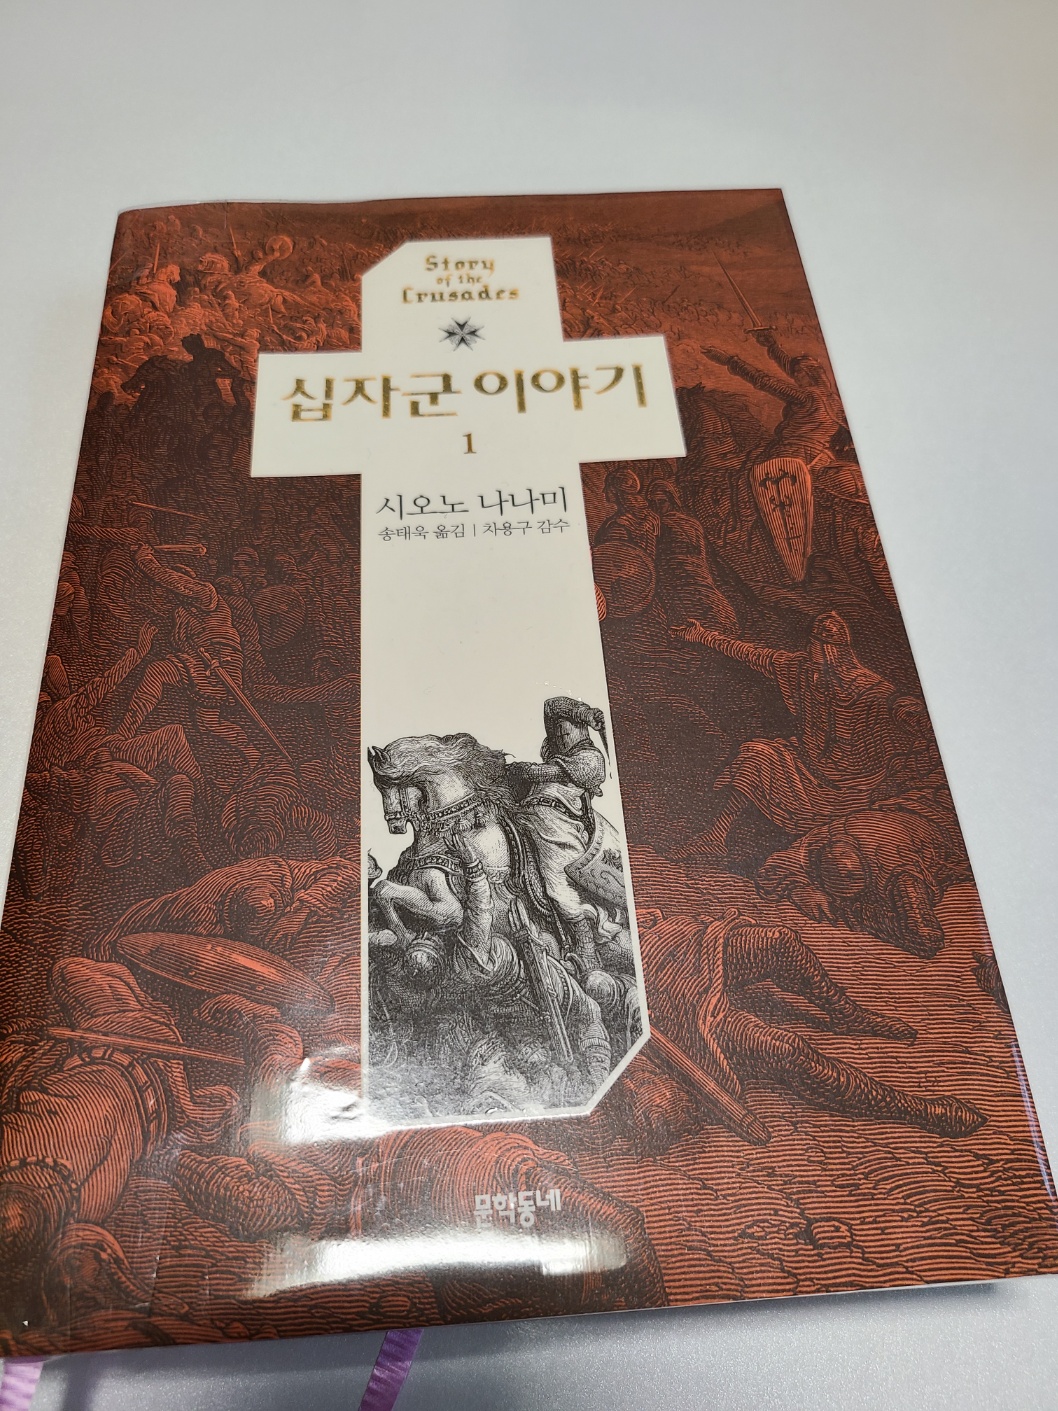 Story
of the
Crusades
십자군 이야기
1
시오노 나나미
송태욱 옮김 | 차용구 감수
문학동네